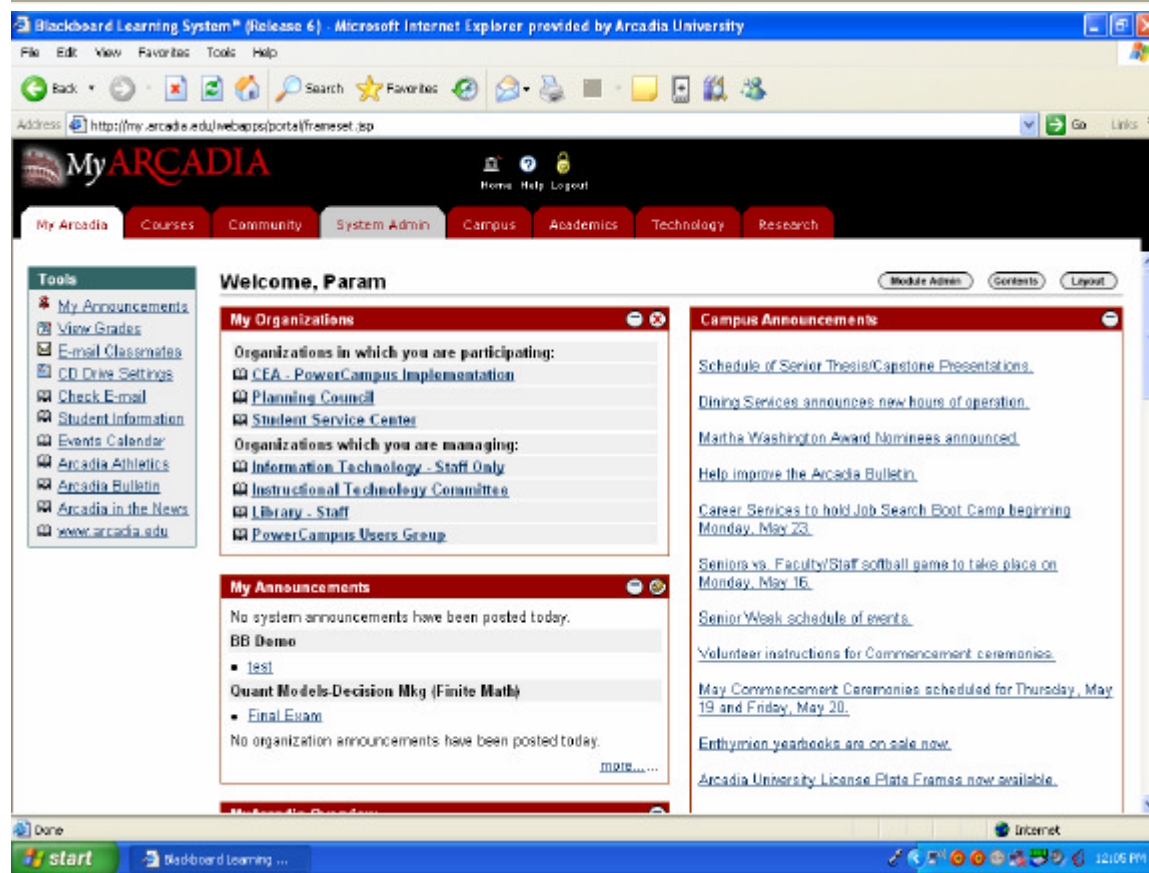 Blackboard Learning System™ (Release 6) - Microsoft Internet Explorer provided by Arcadia University
File Edit View Favorites Tools Help
Back Search Favorites
Address http://my.arcadia.edu/webapps/portal/frameset.jsp Go Links
MyARCADIA
Home Help Logout
My Arcadia Courses Community System Admin Campus Academics Technology Research
Tools
My Announcements
View Grades
E-mail Classmates
CD Drive Settings
Check E-mail
Student Information
Events Calendar
Arcadia Athletics
Arcadia Bulletin
Arcadia in the News
www.arcadia.edu
Welcome, Param
Module Admin Contents Layout
My Organizations
Organizations in which you are participating:
CEA - PowerCampus Implementation
Planning Council
Student Service Center
Organizations which you are managing:
Information Technology - Staff Only
Instructional Technology Committee
Library - Staff
PowerCampus Users Group
My Announcements
No system announcements have been posted today.
BB Demo
test
Quant Models-Decision Mkg (Finite Math)
Final Exam
No organization announcements have been posted today.
more......
MyArcadia Overview
Campus Announcements
Schedule of Senior Thesis/Capstone Presentations.
Dining Services announces new hours of operation.
Martha Washington Award Nominees announced.
Help improve the Arcadia Bulletin.
Career Services to hold Job Search Boot Camp beginning
Monday, May 23.
Seniors vs. Faculty/Staff softball game to take place on
Monday, May 16.
Senior Week schedule of events.
Volunteer instructions for Commencement ceremonies.
May Commencement Ceremonies scheduled for Thursday, May
19 and Friday, May 20.
Enthymion yearbooks are on sale now.
Arcadia University License Plate Frames now available.
Done Internet
start Blackboard Learning ... 12:05 PM